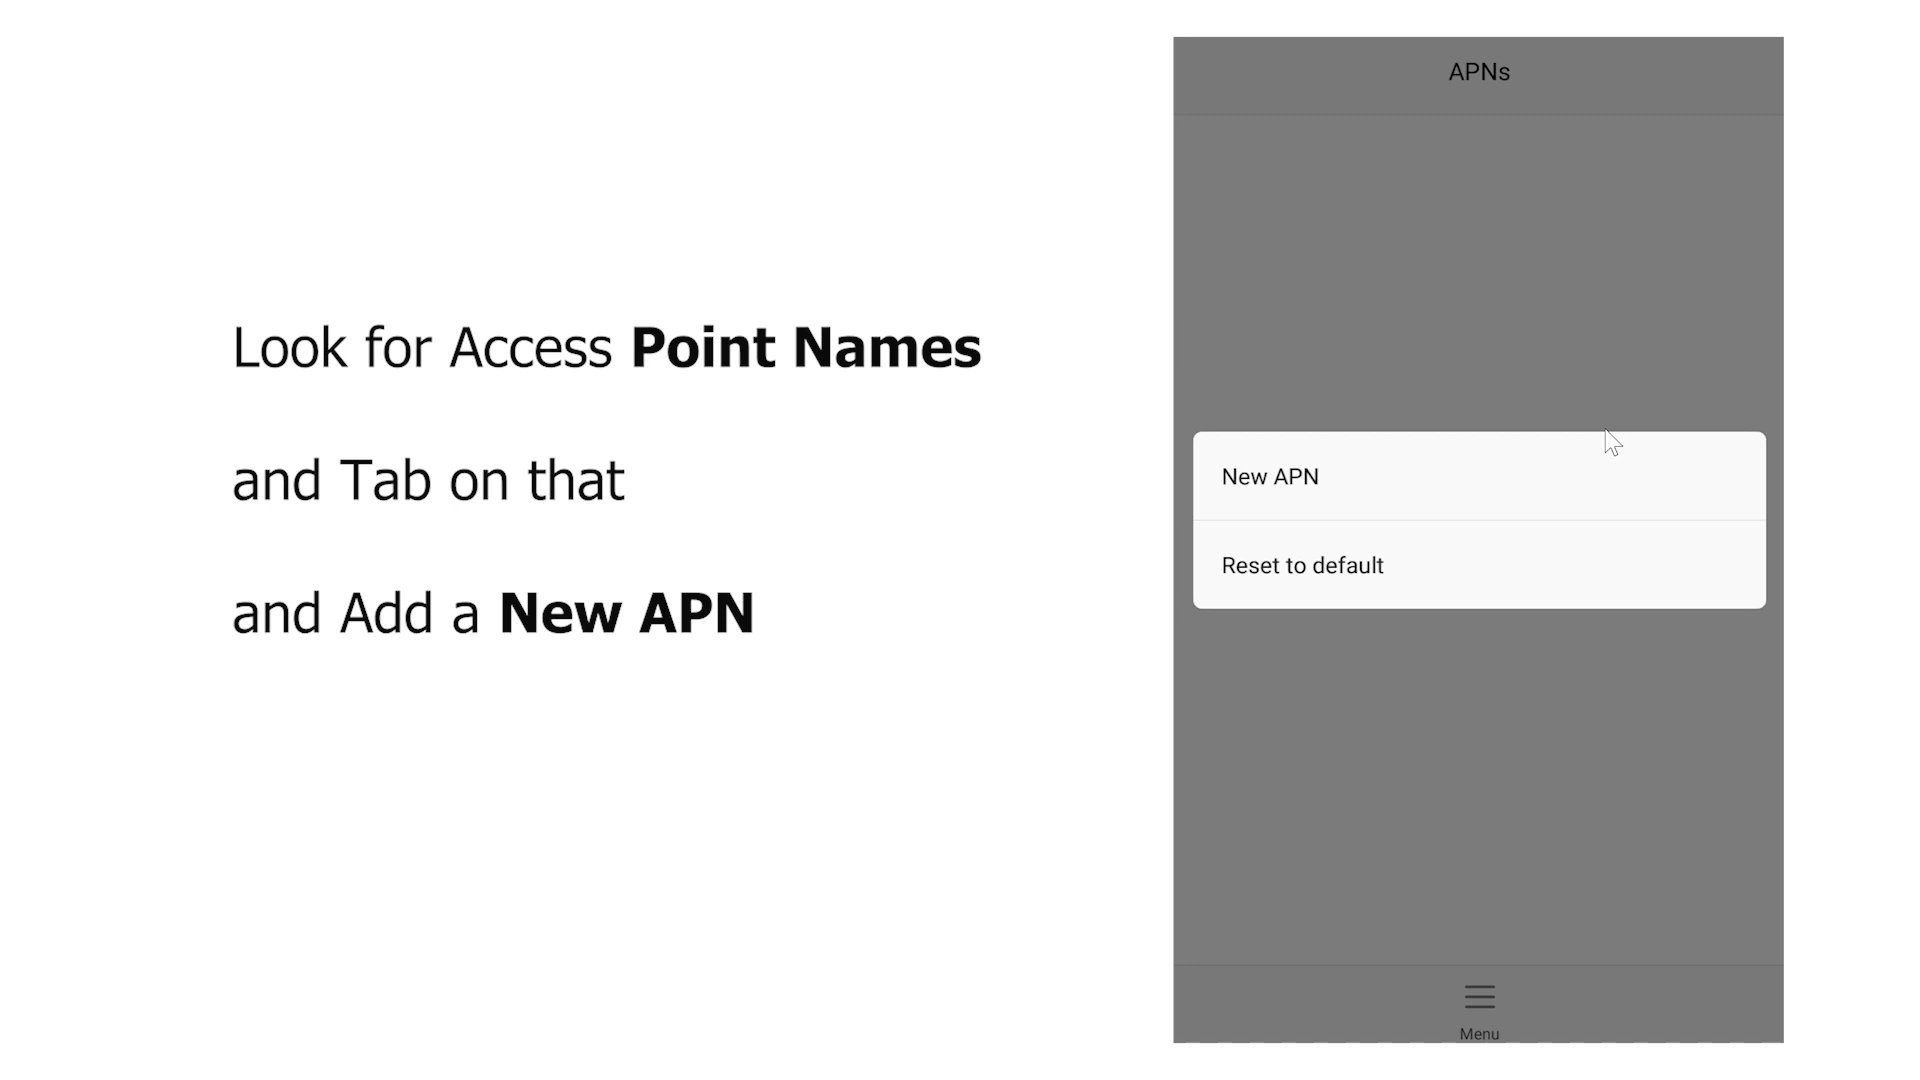 Look for Access Point Names
and Tab on that
and Add a New APN
APNs
New APN
Reset to default
Menu